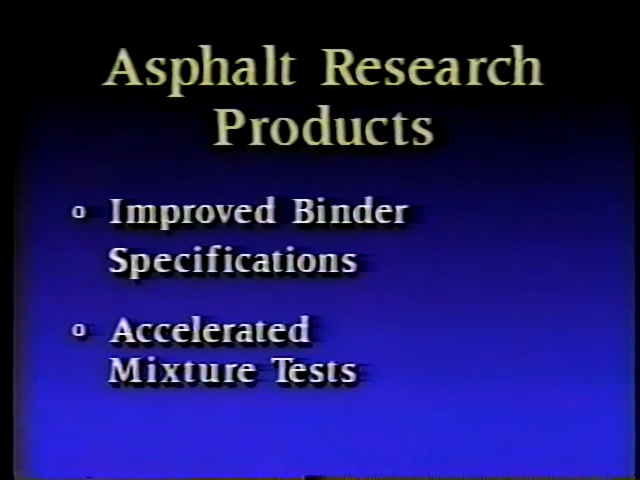 Asphalt Research
Products
o Improved Binder
Specifications
o Accelerated
Mixture Tests